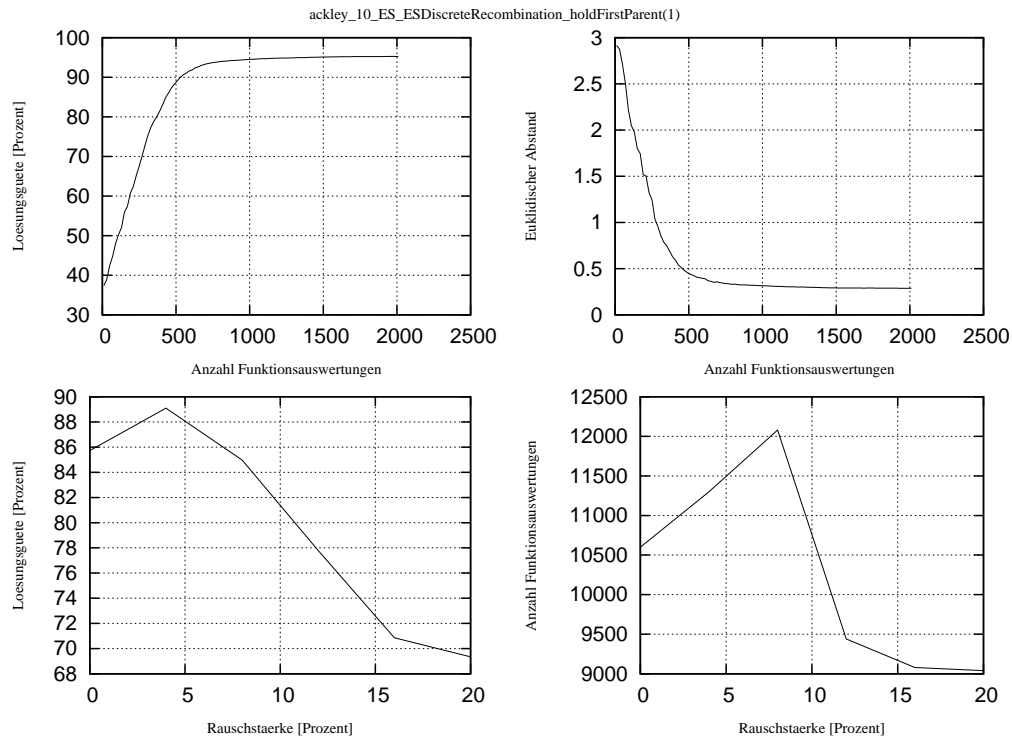 ackley_10_ES_ESDiscreteRecombination_holdFirstParent(1)
100
90
80
70
60
50
40
30
Loesungsguete [Prozent]
0 500 1000 1500 2000 2500
Anzahl Funktionsauswertungen
3
2.5
2
1.5
1
0.5
0
Euklidischer Abstand
0 500 1000 1500 2000 2500
Anzahl Funktionsauswertungen
90
88
86
84
82
80
78
76
74
72
70
68
Loesungsguete [Prozent]
0 5 10 15 20
Rauschstaerke [Prozent]
12500
12000
11500
11000
10500
10000
9500
9000
Anzahl Funktionsauswertungen
0 5 10 15 20
Rauschstaerke [Prozent]